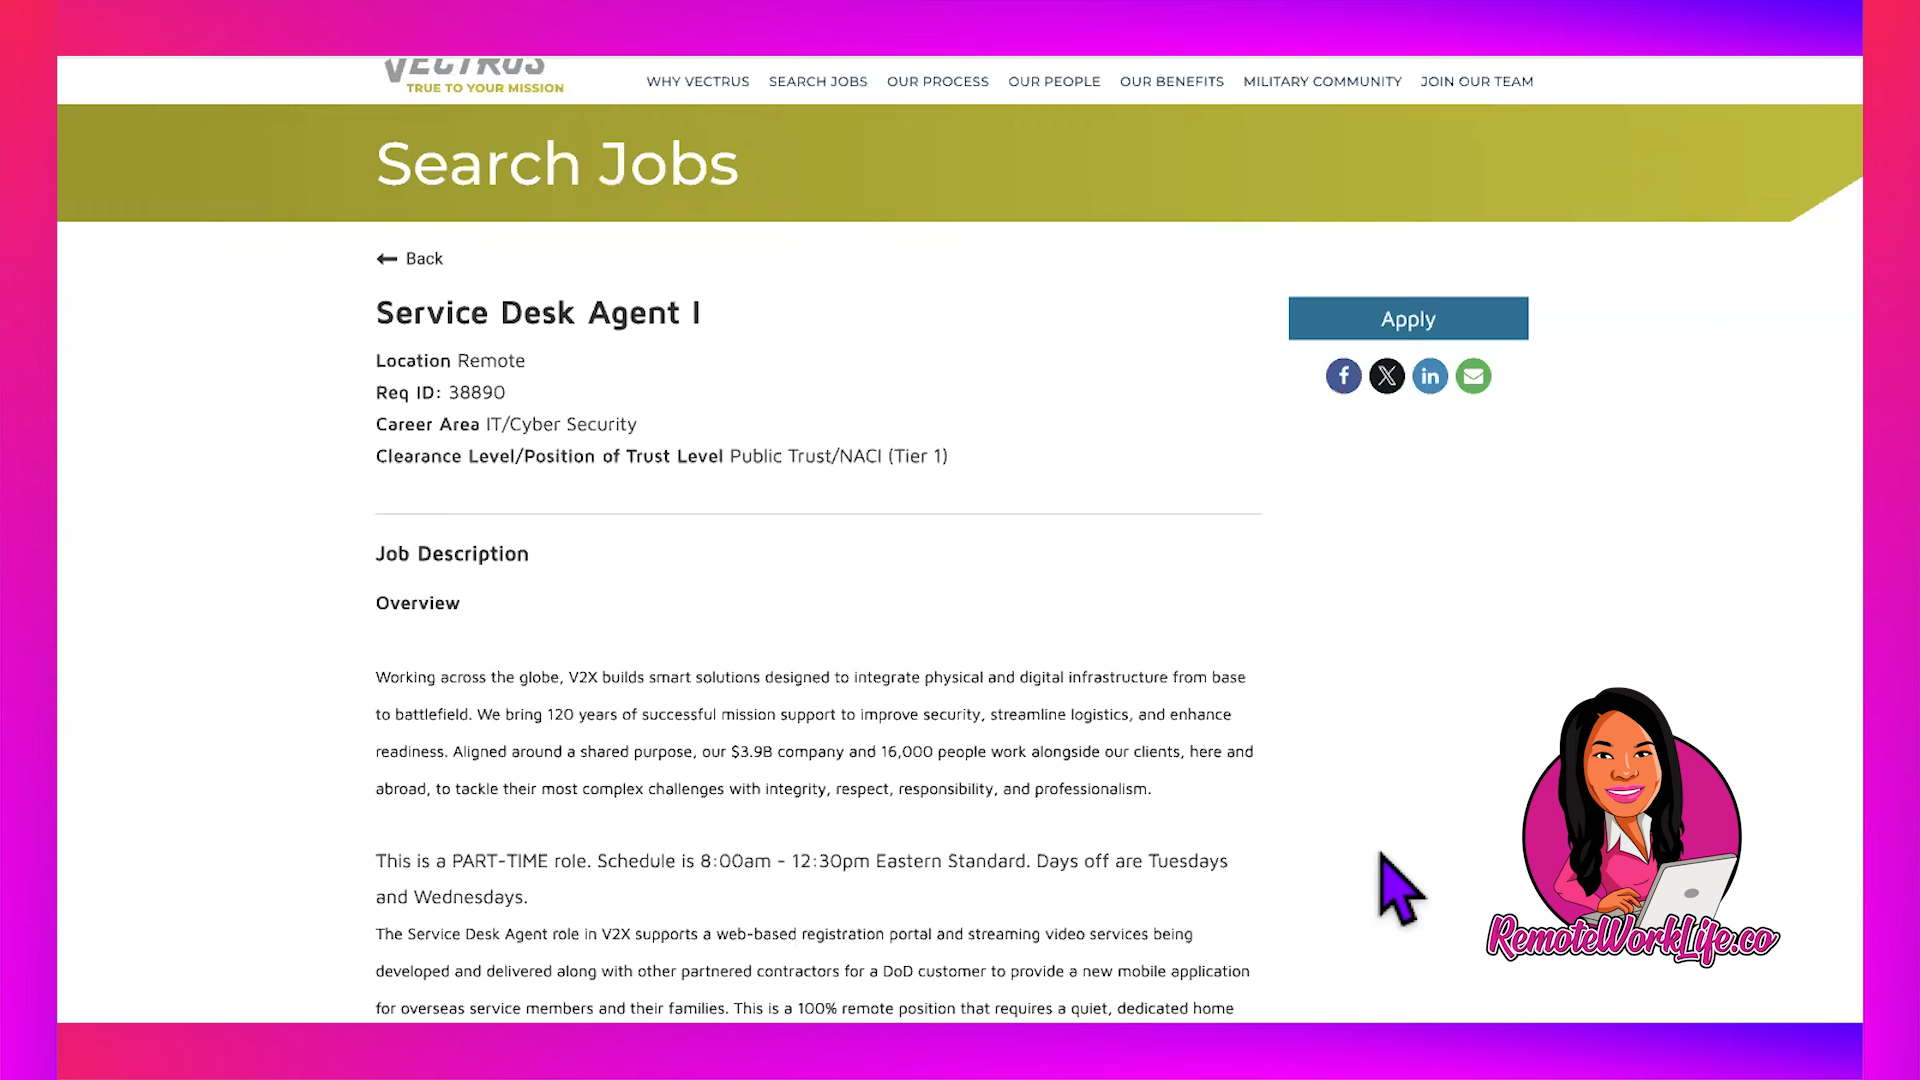 VECTRUS
TRUE TO YOUR MISSION
WHY VECTRUS SEARCH JOBS OUR PROCESS OUR PEOPLE OUR BENEFITS MILITARY COMMUNITY JOIN OUR TEAM
Search Jobs
Back
Service Desk Agent I
Apply
Location Remote
f X in
Req ID: 38890
Career Area IT/Cyber Security
Clearance Level/Position of Trust Level Public Trust/NACI (Tier 1)
Job Description
Overview
Working across the globe, V2X builds smart solutions designed to integrate physical and digital infrastructure from base
to battlefield. We bring 120 years of successful mission support to improve security, streamline logistics, and enhance
readiness. Aligned around a shared purpose, our $3.9B company and 16,000 people work alongside our clients, here and
abroad, to tackle their most complex challenges with integrity, respect, responsibility, and professionalism.
This is a PART-TIME role. Schedule is 8:00am - 12:30pm Eastern Standard. Days off are Tuesdays
and Wednesdays.
The Service Desk Agent role in V2X supports a web-based registration portal and streaming video services being
developed and delivered along with other partnered contractors for a DoD customer to provide a new mobile application
for overseas service members and their families. This is a 100% remote position that requires a quiet, dedicated home
RemoteWorkLife.co